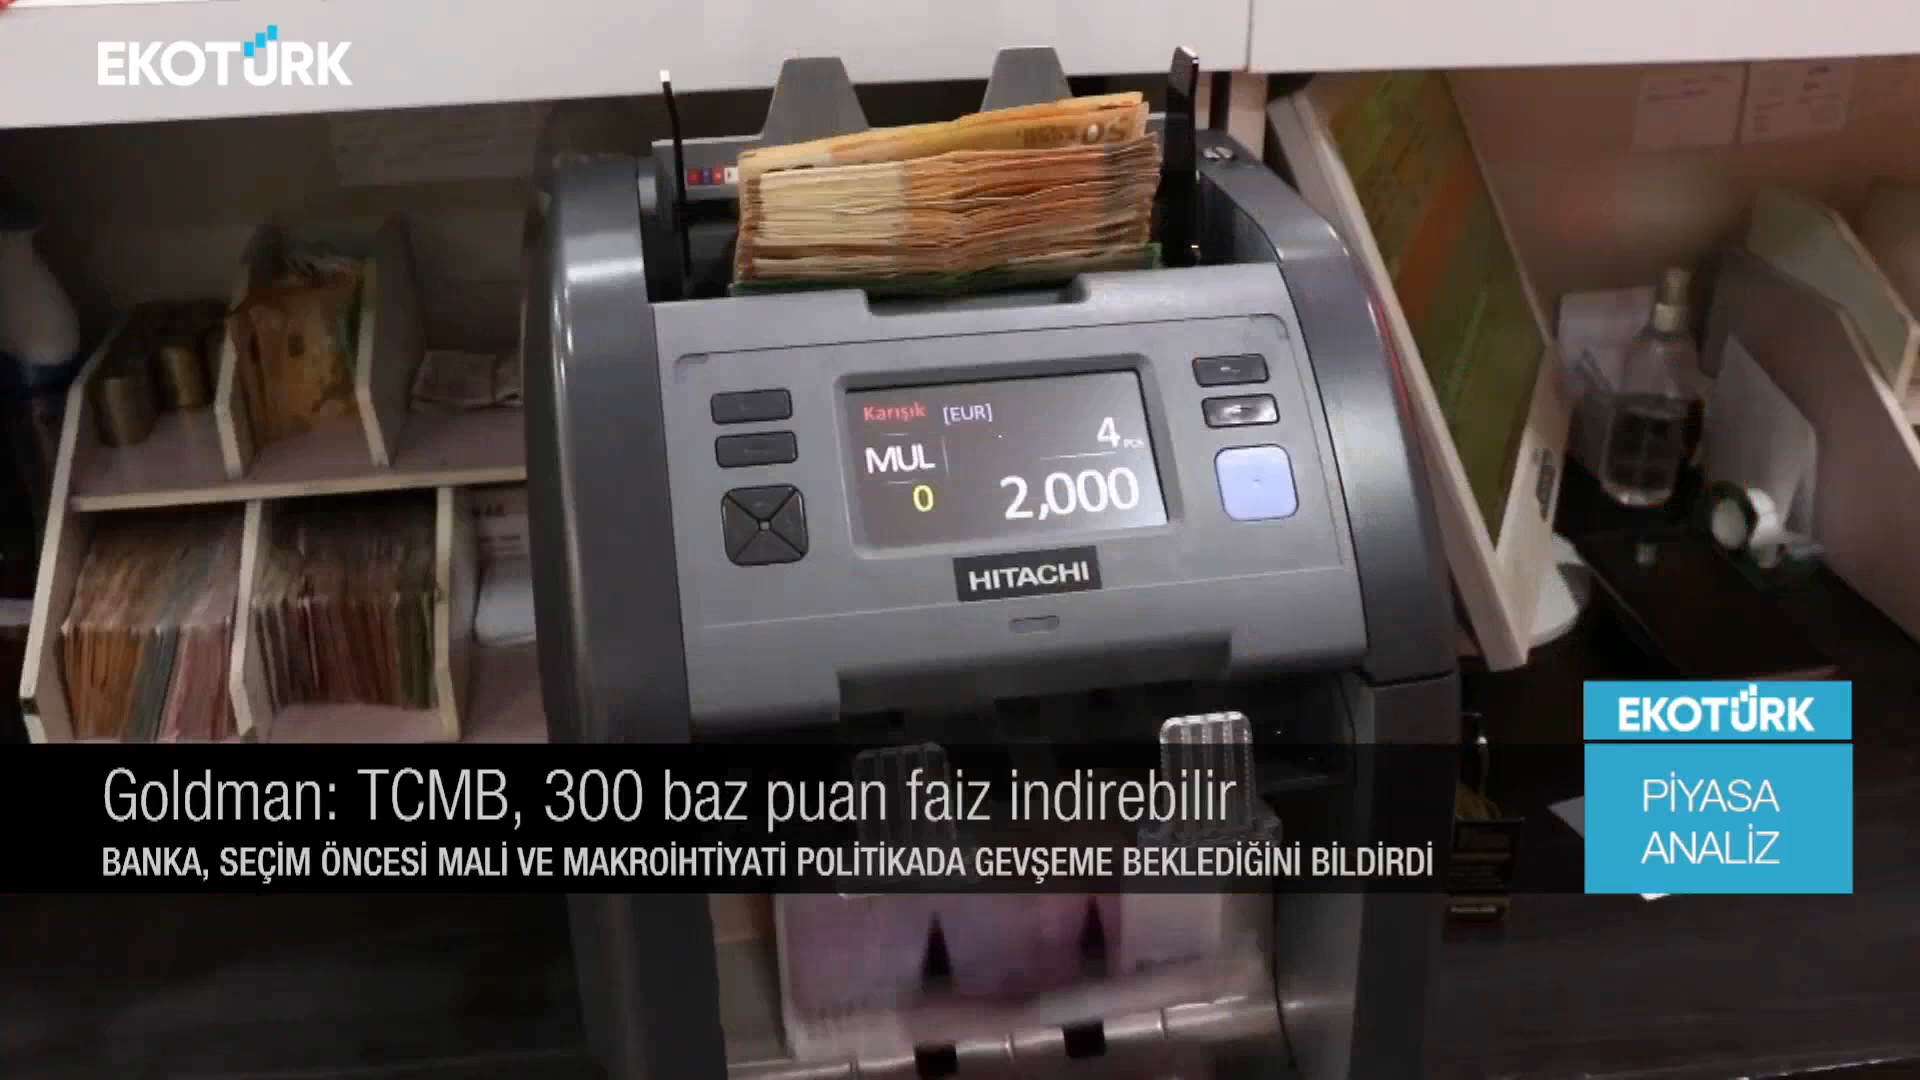 EKOTÜRK
50
Karışık [EUR]
4 PCS
MUL
0
2,000
HITACHI
EKOTÜRK
PİYASA
ANALİZ
Goldman: TCMB, 300 baz puan faiz indirebilir
BANKA, SEÇİM ÖNCESİ MALİ VE MAKROİHTİYATİ POLİTİKADA GEVŞEME BEKLEDİĞİNİ BİLDİRDİ